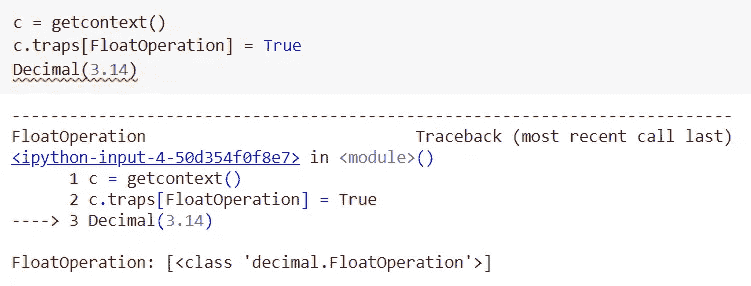 c = getcontext()
c.traps[FloatOperation] = True
Decimal(3.14)
---------------------------------------------------------------------------
FloatOperation                            Traceback (most recent call last)
<ipython-input-4-50d354f0f8e7> in <module>()
      1 c = getcontext()
      2 c.traps[FloatOperation] = True
----> 3 Decimal(3.14)
FloatOperation: [<class 'decimal.FloatOperation'>]